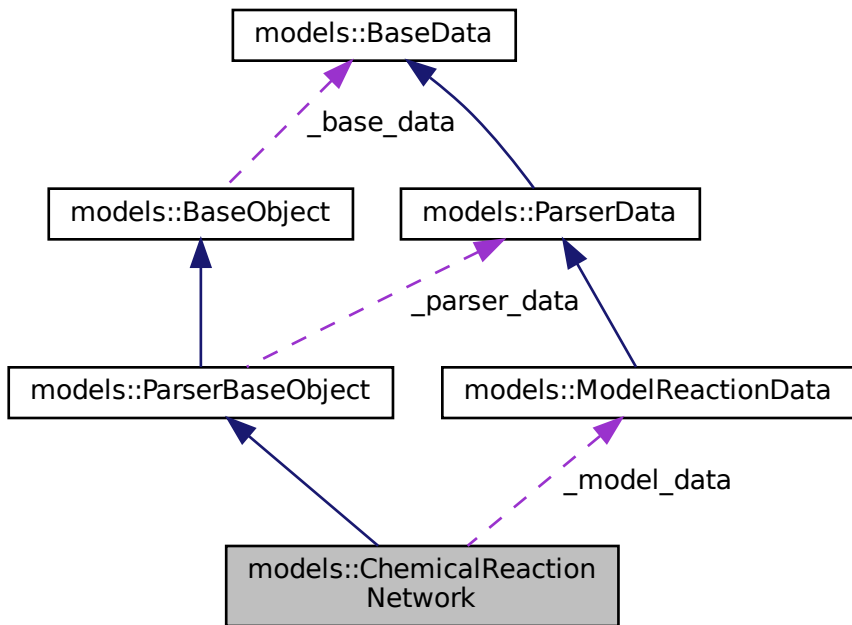 models::BaseData
_base_data
models::BaseObject
models::ParserData
_parser_data
models::ParserBaseObject
models::ModelReactionData
_model_data
models::ChemicalReaction
Network